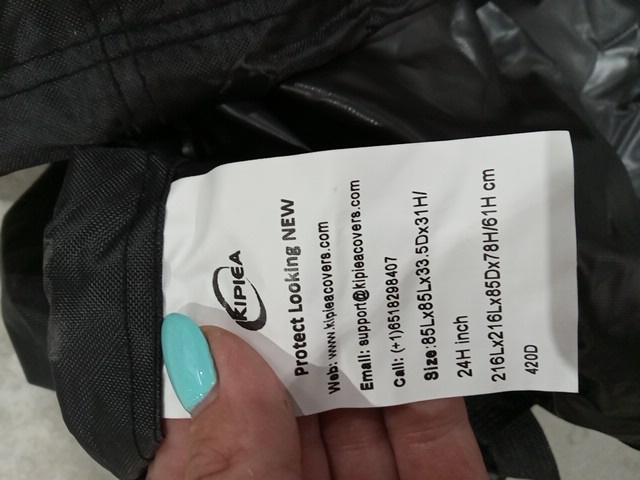 KIPIEA
Protect Looking NEW
Web: www.kipieacovers.com
Email: support@kipieacovers.com
Call: (+1)6518298407
Size:85Lx85Lx33.5Dx31H/
24H inch
216Lx216Lx85Dx78H/61H cm
420D